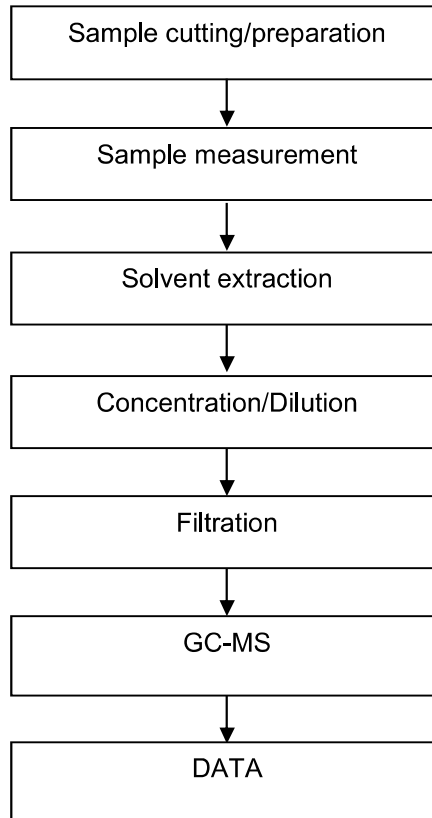 Sample cutting/preparation
Sample measurement
Solvent extraction
Concentration/Dilution
Filtration
GC-MS
DATA